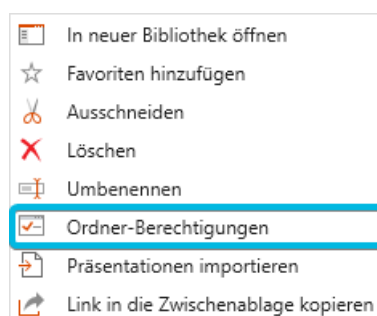 In neuer Bibliothek öffnen
Favoriten hinzufügen
Ausschneiden
Löschen
Umbenennen
Ordner-Berechtigungen
Präsentationen importieren
Link in die Zwischenablage kopieren